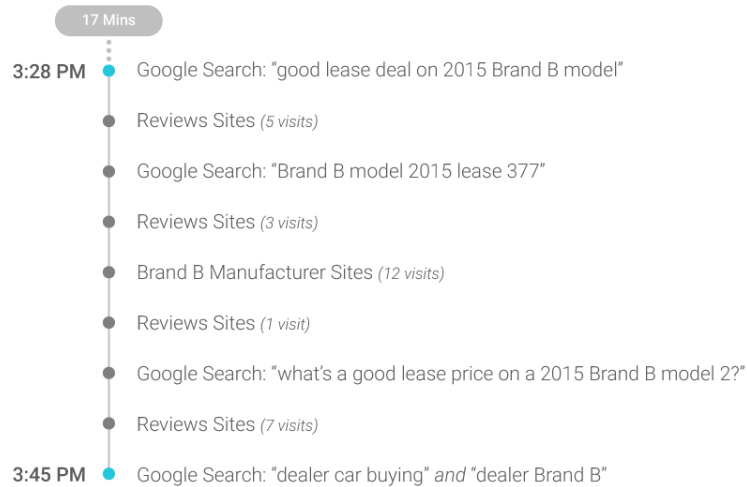 17 Mins
3:28 PM Google Search: “good lease deal on 2015 Brand B model”
Reviews Sites (5 visits)
Google Search: “Brand B model 2015 lease 377”
Reviews Sites (3 visits)
Brand B Manufacturer Sites (12 visits)
Reviews Sites (1 visit)
Google Search: “what’s a good lease price on a 2015 Brand B model 2?”
Reviews Sites (7 visits)
3:45 PM Google Search: “dealer car buying” and “dealer Brand B”